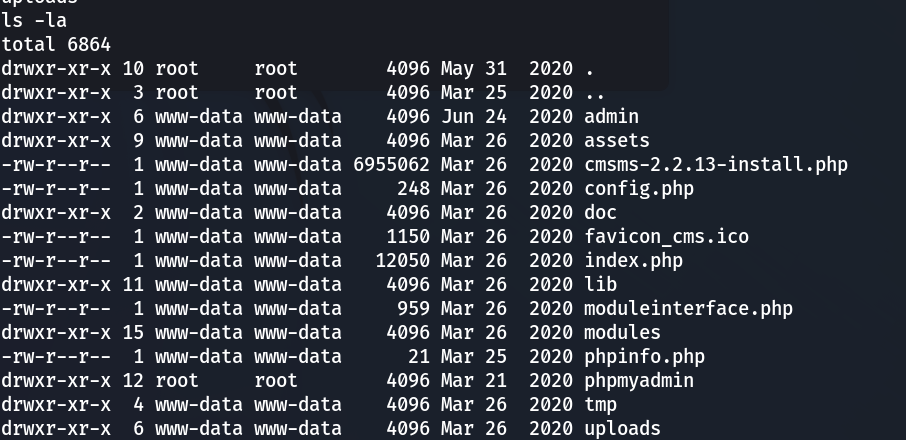 uploads
ls -la
total 6864
drwxr-xr-x 10 root     root        4096 May 31  2020 .
drwxr-xr-x  3 root     root        4096 Mar 25  2020 ..
drwxr-xr-x  6 www-data www-data    4096 Jun 24  2020 admin
drwxr-xr-x  9 www-data www-data    4096 Mar 26  2020 assets
-rw-r--r--  1 www-data www-data 6955062 Mar 26  2020 cmsms-2.2.13-install.php
-rw-r--r--  1 www-data www-data     248 Mar 26  2020 config.php
drwxr-xr-x  2 www-data www-data    4096 Mar 26  2020 doc
-rw-r--r--  1 www-data www-data    1150 Mar 26  2020 favicon_cms.ico
-rw-r--r--  1 www-data www-data   12050 Mar 26  2020 index.php
drwxr-xr-x 11 www-data www-data    4096 Mar 26  2020 lib
-rw-r--r--  1 www-data www-data     959 Mar 26  2020 moduleinterface.php
drwxr-xr-x 15 www-data www-data    4096 Mar 26  2020 modules
-rw-r--r--  1 www-data www-data      21 Mar 25  2020 phpinfo.php
drwxr-xr-x 12 root     root        4096 Mar 21  2020 phpmyadmin
drwxr-xr-x  4 www-data www-data    4096 Mar 26  2020 tmp
drwxr-xr-x  6 www-data www-data    4096 Mar 26  2020 uploads